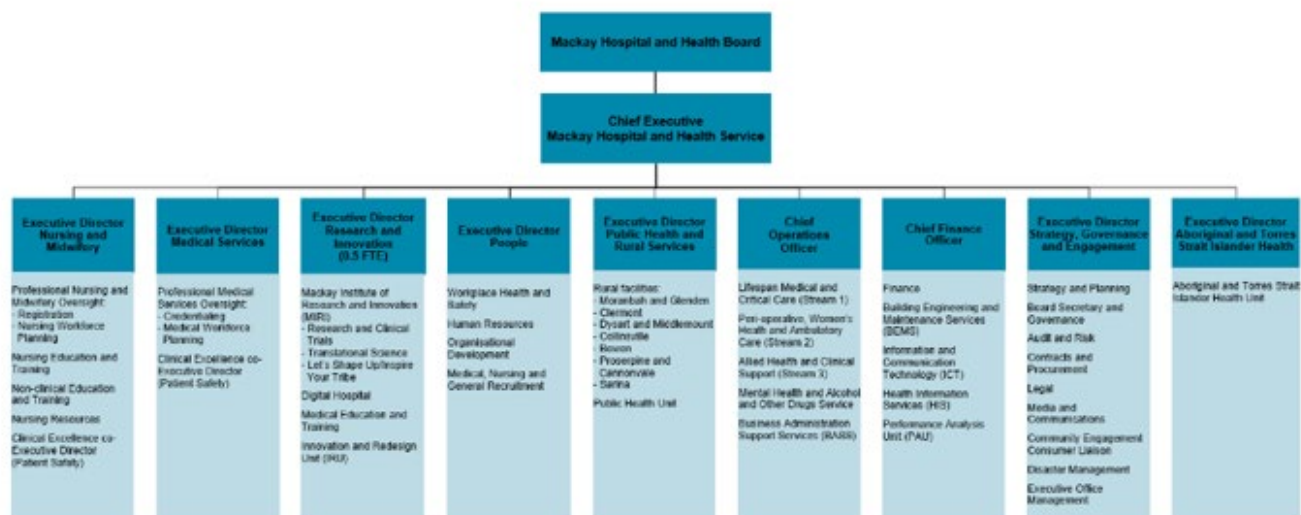 Mackay Hospital and Health Board
Chief Executive
Mackay Hospital and Health Service
Executive Director
Nursing and
Midwifery
Professional Nursing and
Midwifery Oversight:
- Registration
- Nursing Workforce
Planning
Nursing Education and
Training
Non-clinical Education
and Training
Nursing Resources
Clinical Excellence co-
Executive Director
(Patient Safety)
Executive Director
Medical Services
Professional Medical
Services Oversight:
- Credentialing
- Medical Workforce
Planning
Clinical Excellence co-
Executive Director
(Patient Safety)
Executive Director
Research and
Innovation
(0.5 FTE)
Mackay Institute of
Research and Innovation
(MIRI)
- Research and Clinical
Trials
- Translational Science
- Let's Shape Up/Inspire
Your Tribe
Digital Hospital
Medical Education and
Training
Innovation and Redesign
Unit (IRU)
Executive Director
People
Workplace Health and
Safety
Human Resources
Organisational
Development
Medical, Nursing and
General Recruitment
Executive Director
Public Health and
Rural Services
Rural facilities:
- Moranbah and Glenden
- Clermont
- Dysart and Middlemount
- Collinsville
- Bowen
- Proserpine and
Cannonvale
- Sarina
Public Health Unit
Chief
Operations
Officer
Lifespan Medical and
Critical Care (Stream 1)
Peri-operative, Women's
Health and Ambulatory
Care (Stream 2)
Allied Health and Clinical
Support (Stream 3)
Mental Health and Alcohol
and Other Drugs Service
Business Administration
Support Services (BASS)
Chief Finance
Officer
Finance
Building Engineering and
Maintenance Services
(BEMS)
Information and
Communication
Technology (ICT)
Health Information
Services (HIS)
Performance Analysis
Unit (PAU)
Executive Director
Strategy, Governance
and Engagement
Strategy and Planning
Board Secretary and
Governance
Audit and Risk
Contracts and
Procurement
Legal
Media and
Communications
Community Engagement
Consumer Liaison
Disaster Management
Executive Office
Management
Executive Director
Aboriginal and Torres
Strait Islander Health
Aboriginal and Torres Strait
Islander Health Unit